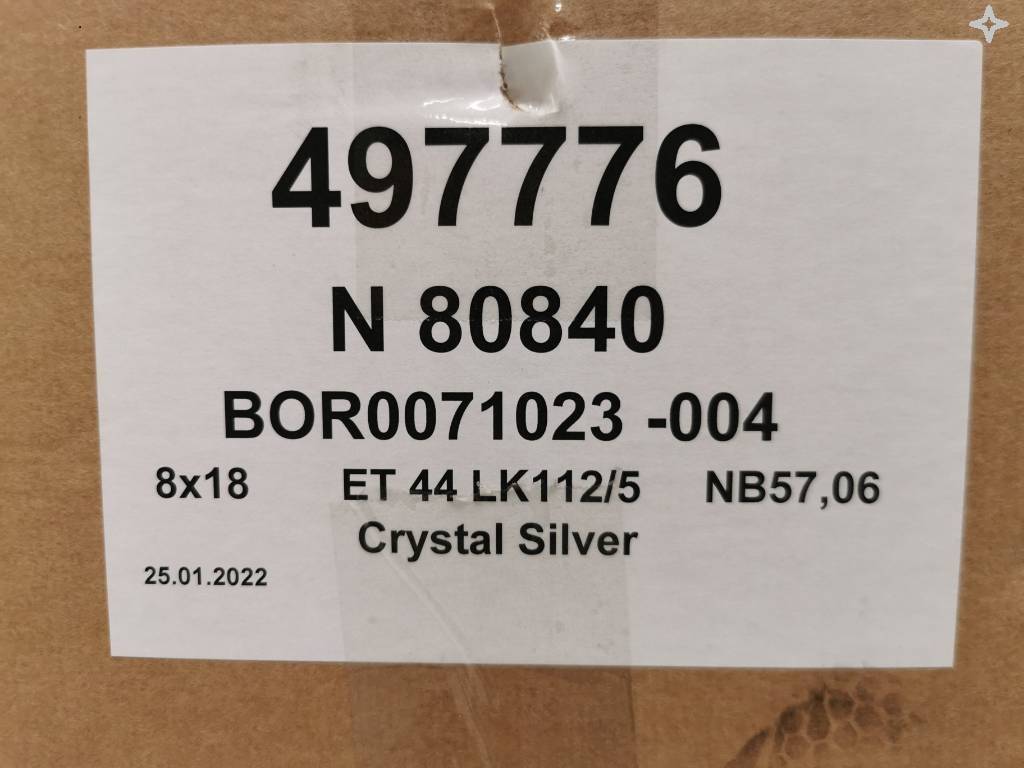 497776
N 80840
BOR0071023 -004
8x18 ET 44 LK112/5 NB57,06
Crystal Silver
25.01.2022